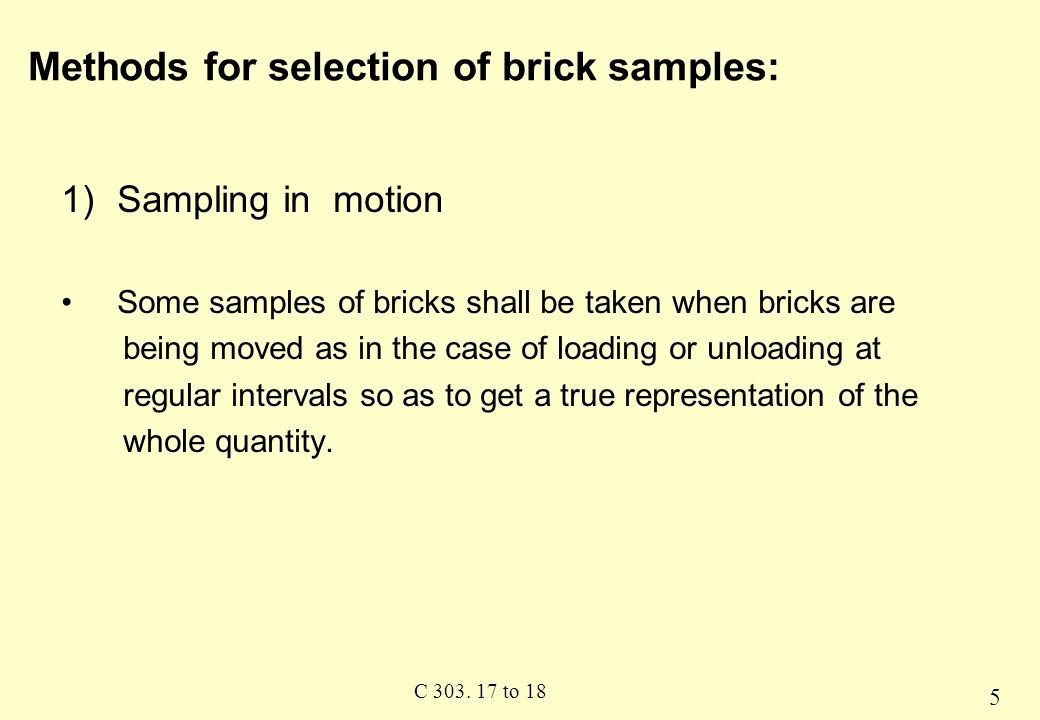 Methods for selection of brick samples:
1) Sampling in motion
• Some samples of bricks shall be taken when bricks are
being moved as in the case of loading or unloading at
regular intervals so as to get a true representation of the
whole quantity.
C 303. 17 to 18
5